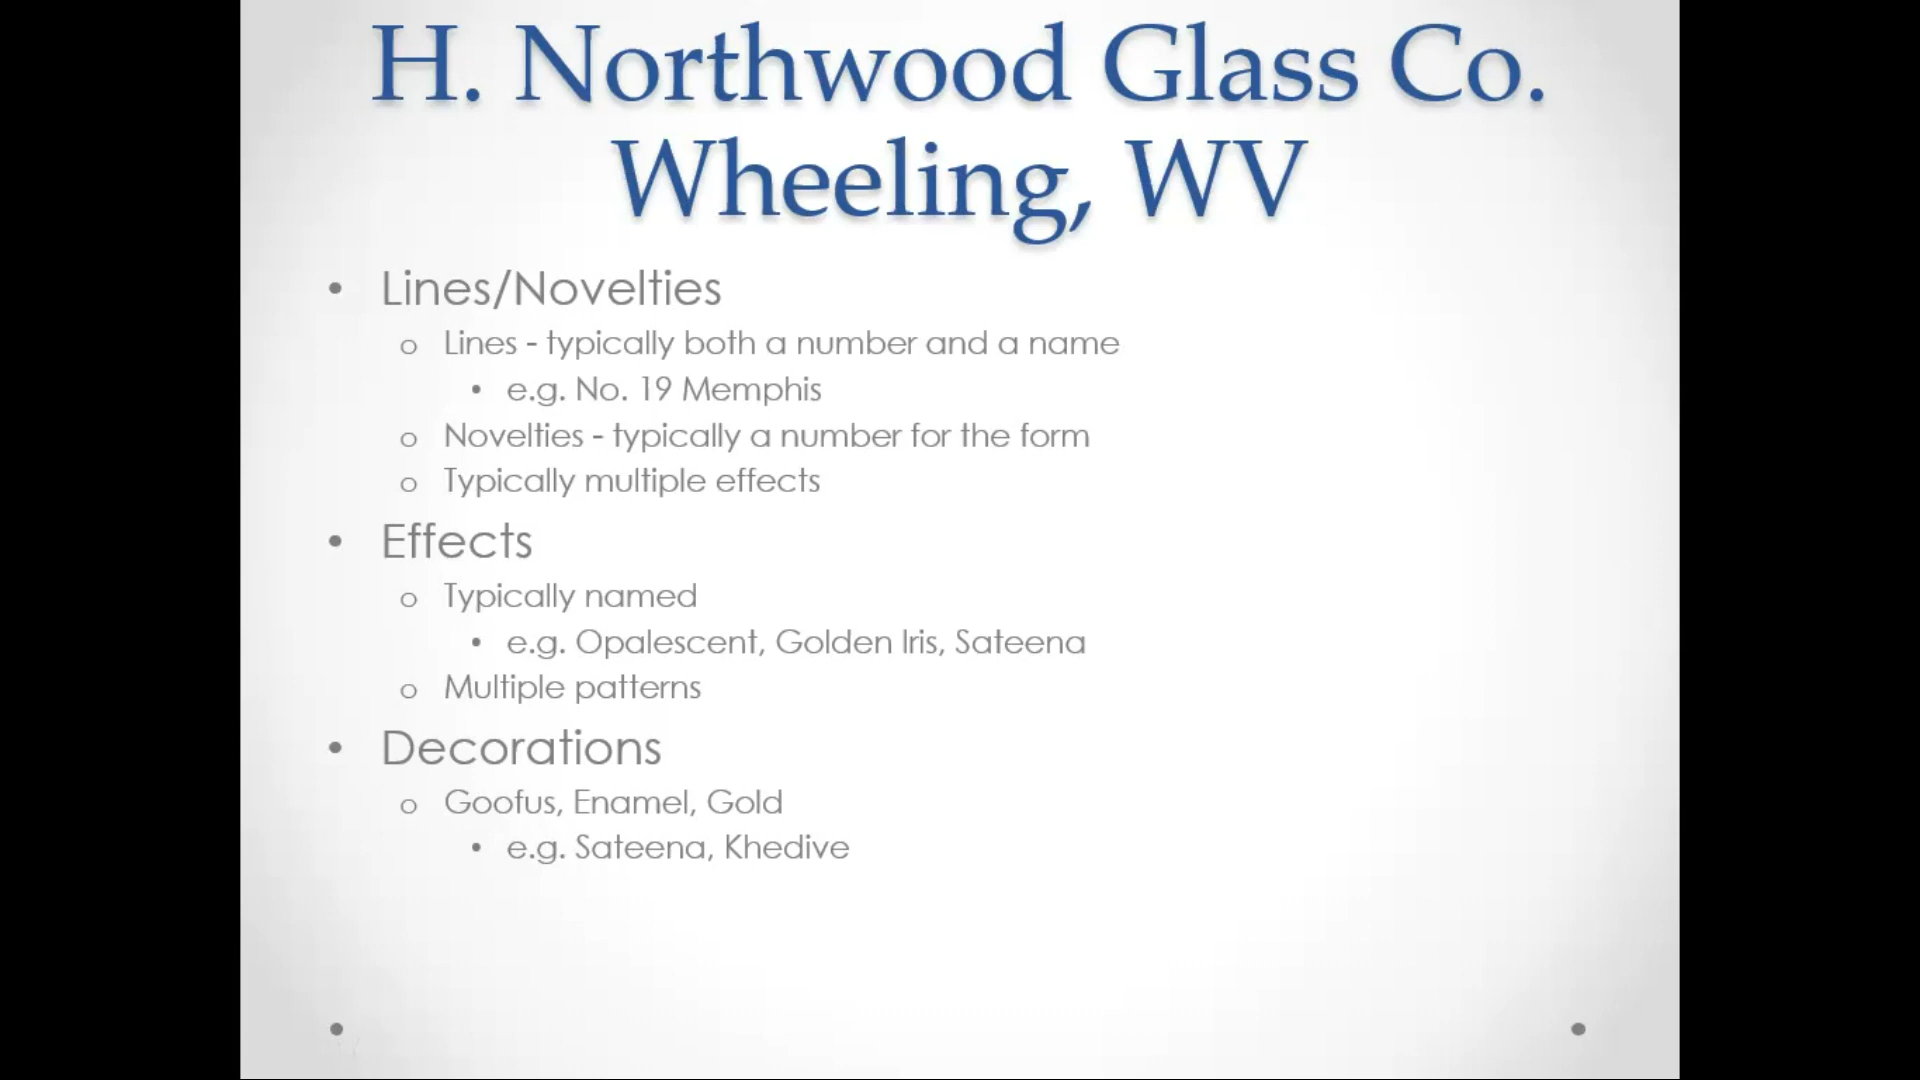 H. Northwood Glass Co.
Wheeling, WV
• Lines/Novelties
o Lines - typically both a number and a name
• e.g. No. 19 Memphis
o Novelties - typically a number for the form
o Typically multiple effects
• Effects
o Typically named
• e.g. Opalescent, Golden Iris, Sateena
o Multiple patterns
• Decorations
o Goofus, Enamel, Gold
• e.g. Sateena, Khedive